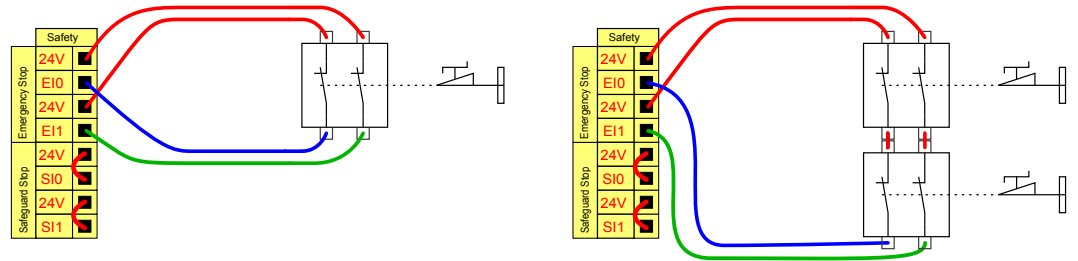 Safety
Emergency Stop
24V
EI0
24V
EI1
Safeguard Stop
24V
SI0
24V
SI1
Safety
Emergency Stop
24V
EI0
24V
EI1
Safeguard Stop
24V
SI0
24V
SI1